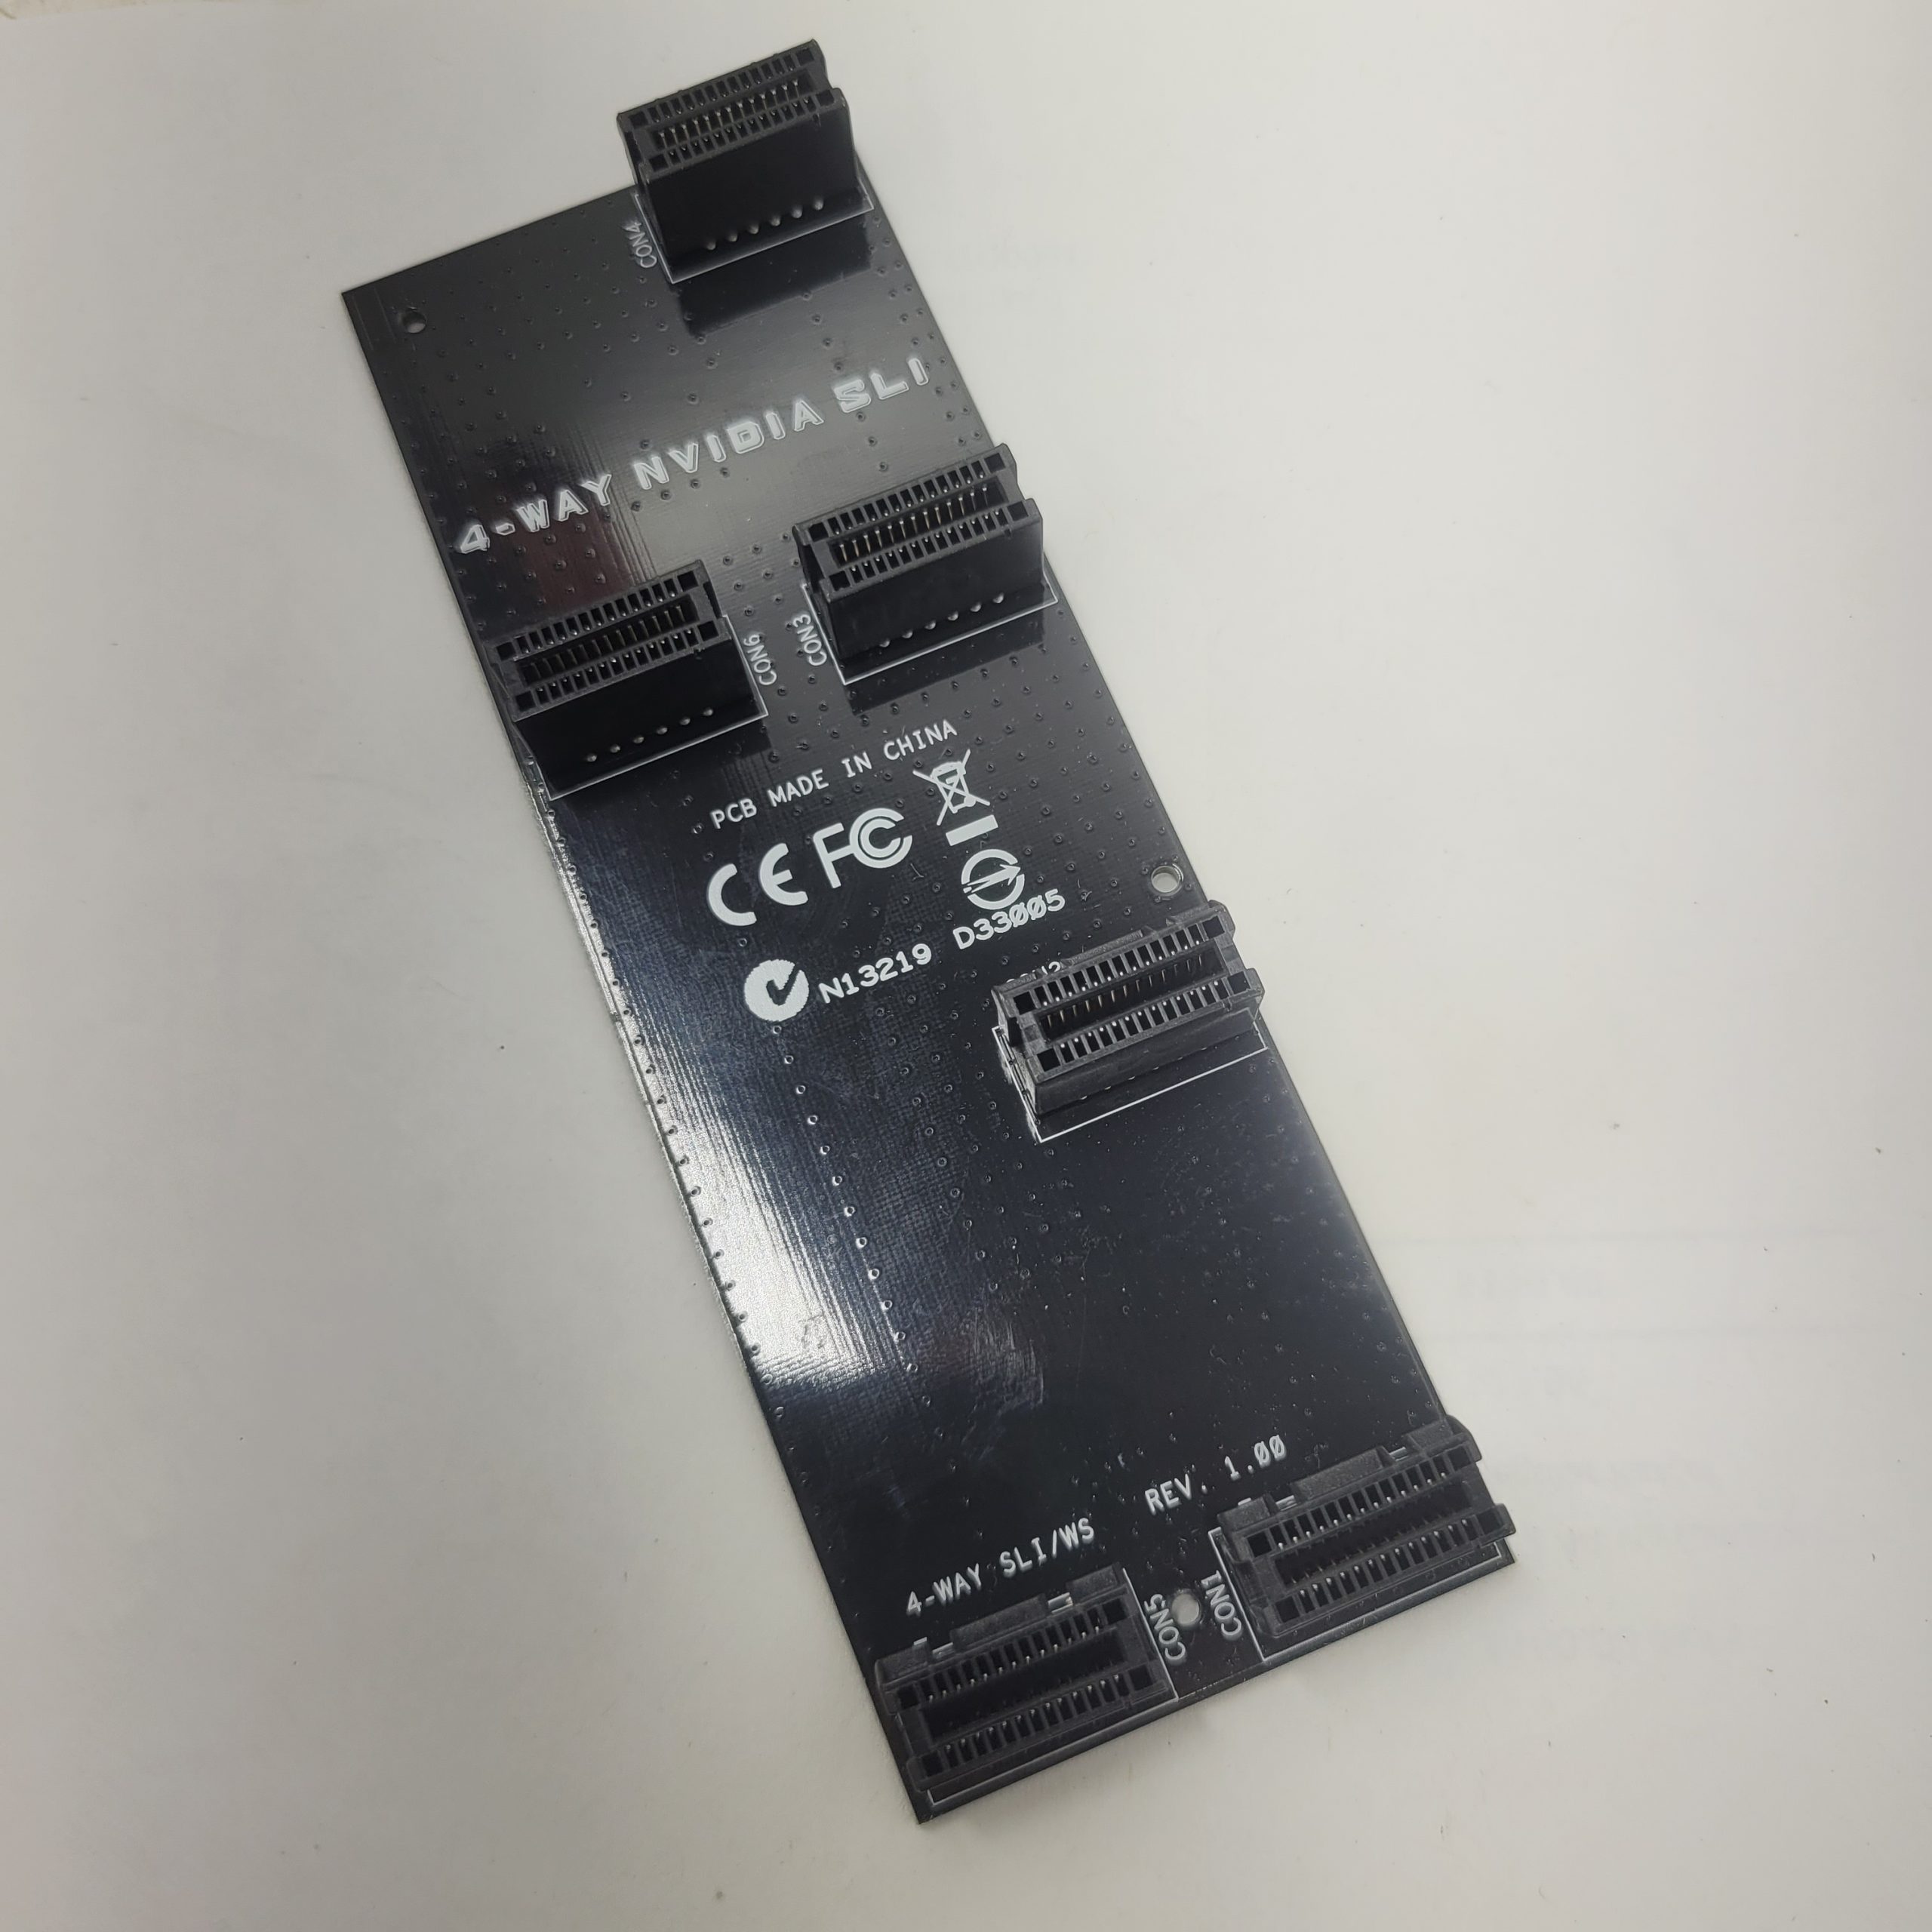 CON4
4-WAY NVIDIA SLI
CON3
CON6
PCB MADE IN CHINA
CE FC
N13219 D33005
REV. 1.00
4-WAY SLI/WS
CON5
CON1